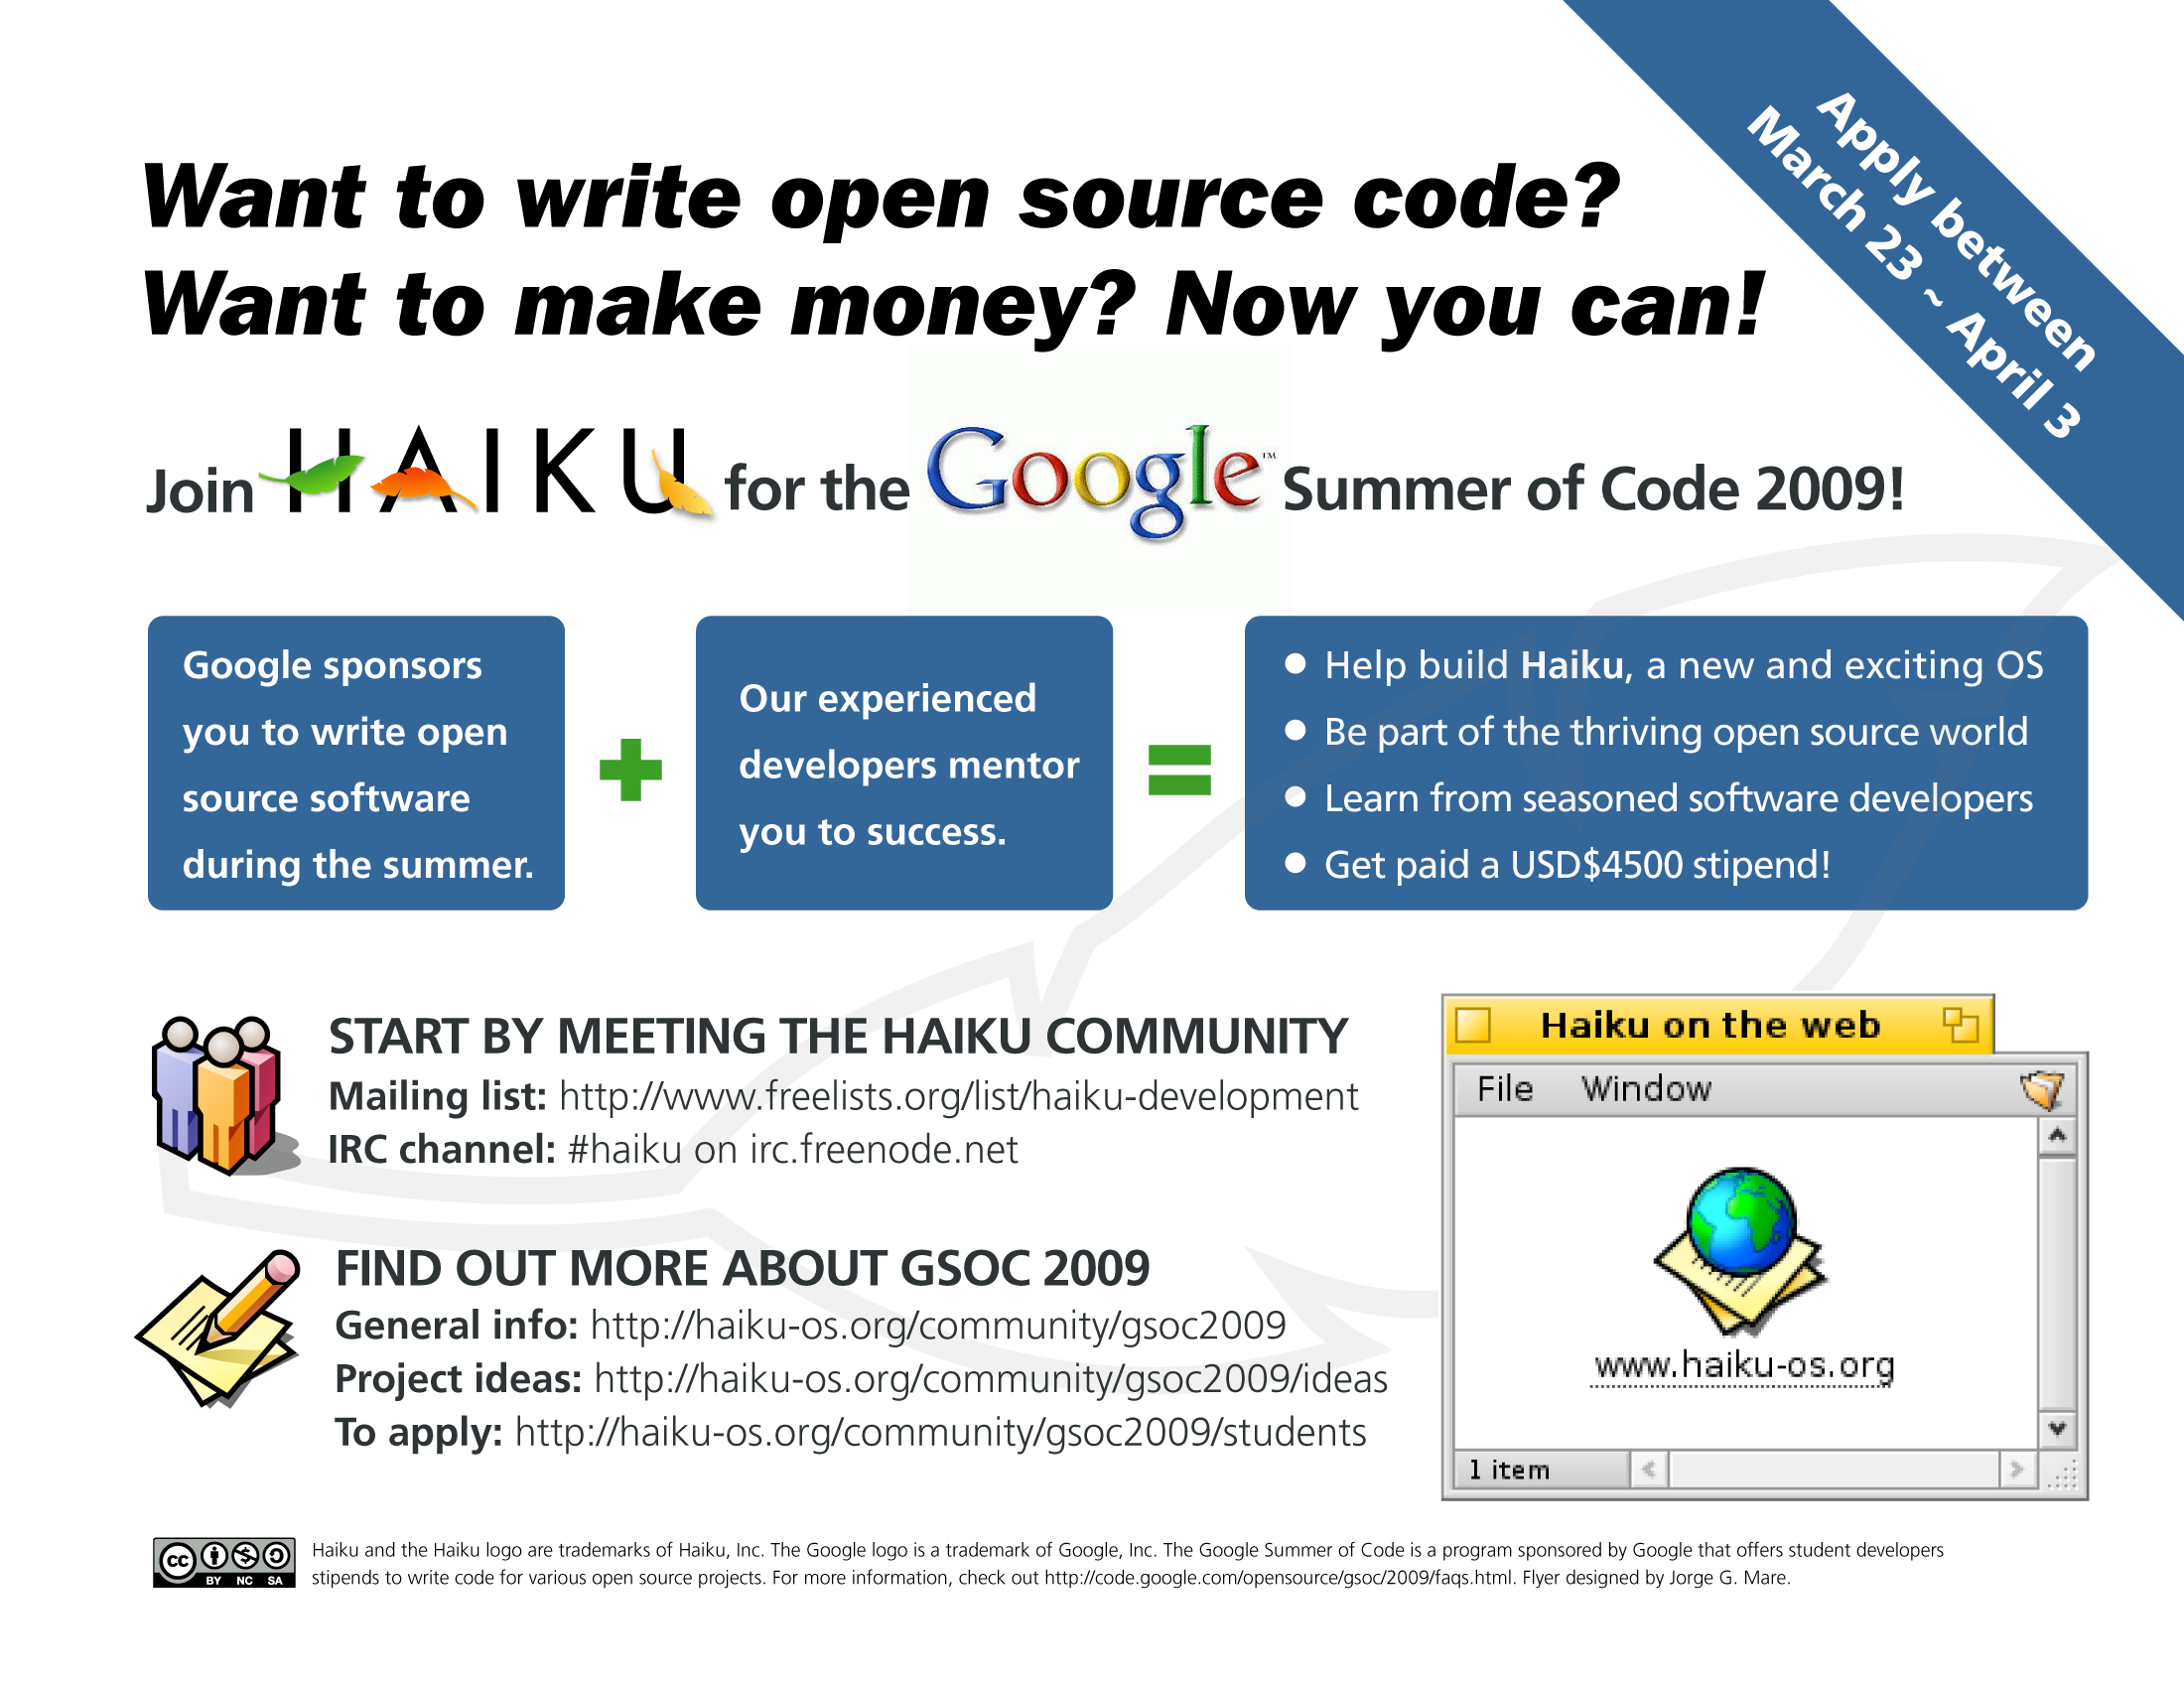 Apply between
March 23 ~ April 3
Want to write open source code?
Want to make money? Now you can!
Join HAIKU for the Google™ Summer of Code 2009!
Google sponsors
you to write open
source software
during the summer.
Our experienced
developers mentor
you to success.
Help build Haiku, a new and exciting OS
Be part of the thriving open source world
Learn from seasoned software developers
Get paid a USD$4500 stipend!
START BY MEETING THE HAIKU COMMUNITY
Mailing list: http://www.freelists.org/list/haiku-development
IRC channel: #haiku on irc.freenode.net
FIND OUT MORE ABOUT GSOC 2009
General info: http://haiku-os.org/community/gsoc2009
Project ideas: http://haiku-os.org/community/gsoc2009/ideas
To apply: http://haiku-os.org/community/gsoc2009/students
Haiku on the web
File Window
www.haiku-os.org
1 item
cc BY NC SA
Haiku and the Haiku logo are trademarks of Haiku, Inc. The Google logo is a trademark of Google, Inc. The Google Summer of Code is a program sponsored by Google that offers student developers
stipends to write code for various open source projects. For more information, check out http://code.google.com/opensource/gsoc/2009/faqs.html. Flyer designed by Jorge G. Mare.